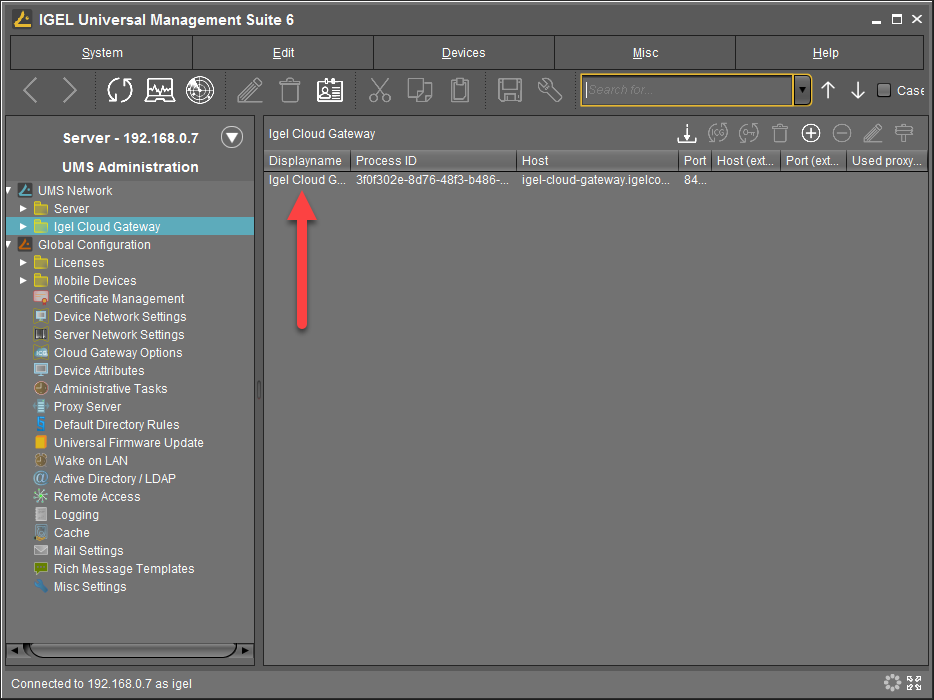 IGEL Universal Management Suite 6
System Edit Devices Misc Help
Search for...
Case
Server - 192.168.0.7
UMS Administration
UMS Network
Server
Igel Cloud Gateway
Global Configuration
Licenses
Mobile Devices
Certificate Management
Device Network Settings
Server Network Settings
ICG Cloud Gateway Options
Device Attributes
Administrative Tasks
Proxy Server
Default Directory Rules
Universal Firmware Update
Wake on LAN
@ Active Directory / LDAP
Remote Access
Logging
Cache
Mail Settings
Rich Message Templates
Misc Settings
Igel Cloud Gateway
ICG
Displayname Process ID Host Port Host (ext... Port (ext... Used proxy...
Igel Cloud G... 3f0f302e-8d76-48f3-b486-... igel-cloud-gateway.igelco... 84...
Connected to 192.168.0.7 as igel